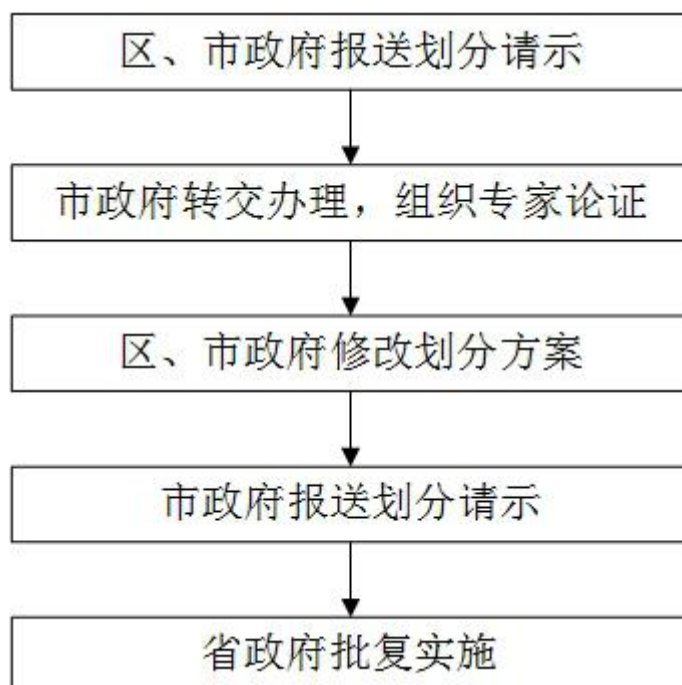 区、市政府报送划分请示
市政府转交办理，组织专家论证
区、市政府修改划分方案
市政府报送划分请示
省政府批复实施